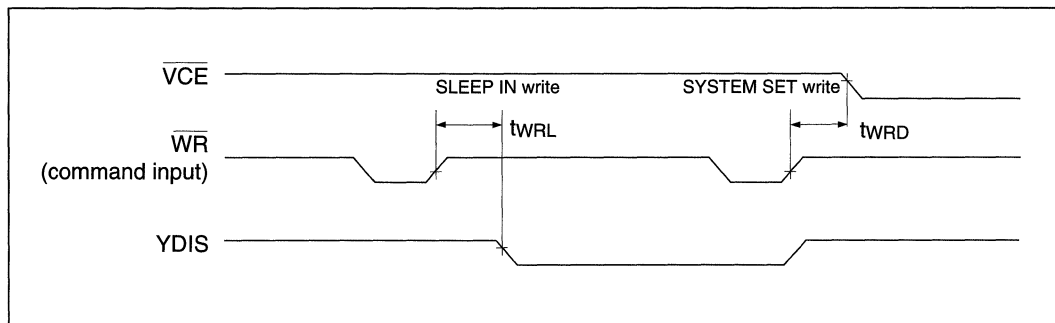 VCE
SLEEP IN write
SYSTEM SET write
tWRL
tWRD
WR
(command input)
YDIS